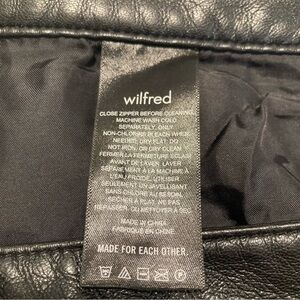 wilfred
CLOSE ZIPPER BEFORE CLEANING.
MACHINE WASH COLD
SEPARATELY. ONLY
NON-CHLORINE BLEACH WHEN
NEEDED. DRY FLAT. DO
NOT IRON, OR DRY CLEAN
FERMER LA FERMETURE ECLAIR
AVANT DE LAVER. LAVER
SÉPARÉMENT À LA MACHINE À
L'EAU FROIDE. UTILISER
SEULEMENT UN JAVELLISANT
SANS CHLORE AU BESOIN.
SÉCHER À PLAT. NE PAS
REPASSER, OU NETTOYER À SEC
MADE IN CHINA
FABRIQUÉ EN CHINE
MADE FOR EACH OTHER.